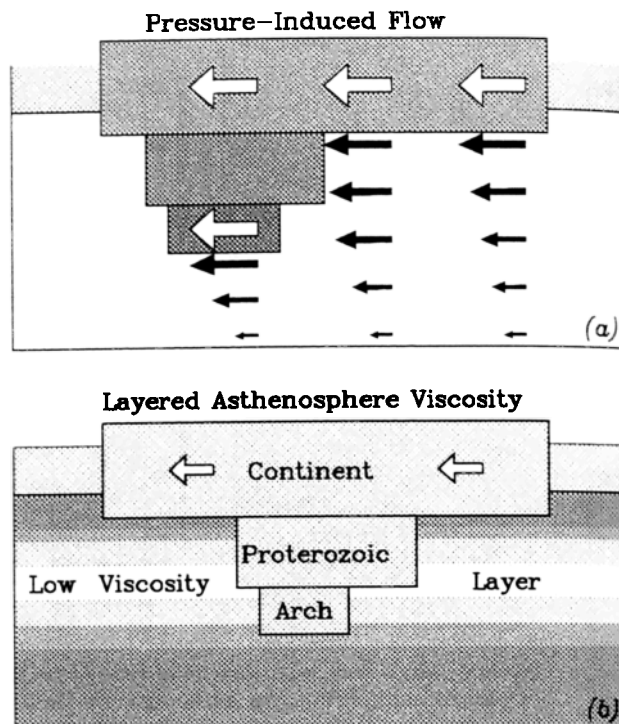 Pressure-Induced Flow
(a)
Layered Asthenosphere Viscosity
Continent
Proterozoic
Low Viscosity Layer
Arch
(b)